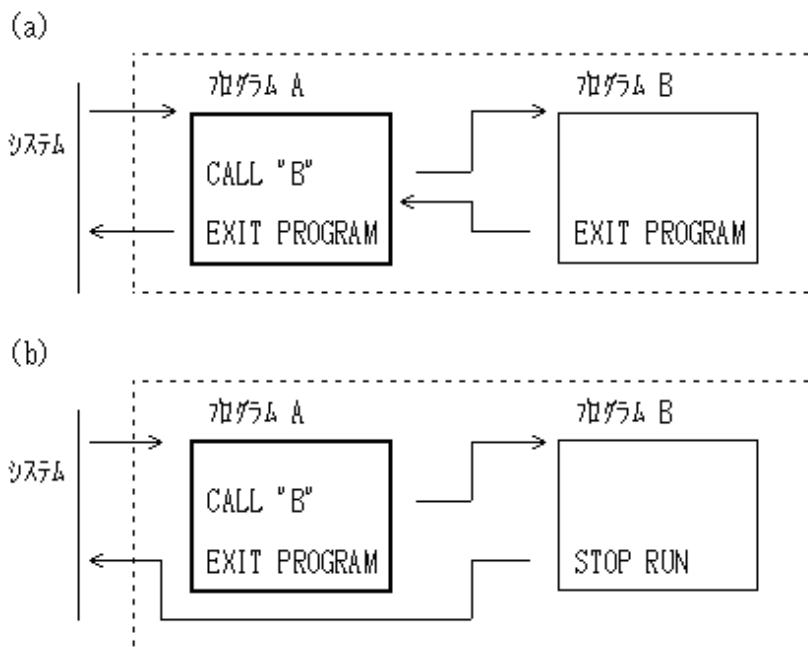 (a)
ﾌﾟﾛｸﾞﾗﾑ A
ﾌﾟﾛｸﾞﾗﾑ B
ｼｽﾃﾑ
CALL "B"
EXIT PROGRAM
EXIT PROGRAM
(b)
ﾌﾟﾛｸﾞﾗﾑ A
ﾌﾟﾛｸﾞﾗﾑ B
ｼｽﾃﾑ
CALL "B"
EXIT PROGRAM
STOP RUN